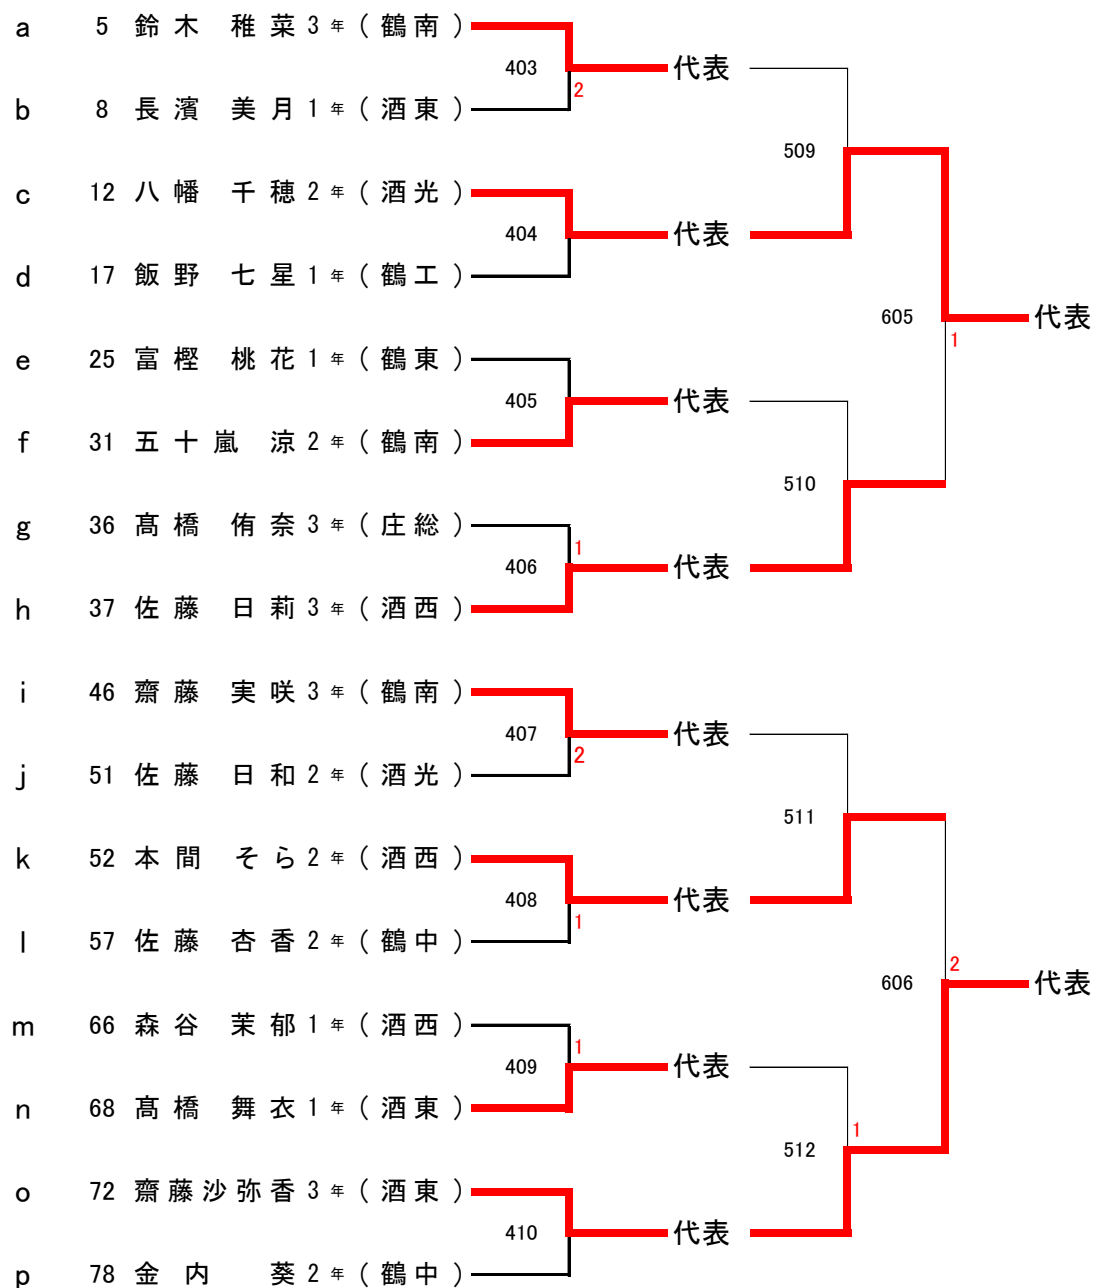 a 5 鈴木 稚菜 3年 (鶴南)
403 代表
2
b 8 長濱 美月 1年 (酒東)
509
c 12 八幡 千穂 2年 (酒光)
404 代表
d 17 飯野 七星 1年 (鶴工)
605 代表
1
e 25 富樫 桃花 1年 (鶴東)
405 代表
f 31 五十嵐 涼 2年 (鶴南)
510
g 36 髙橋 侑奈 3年 (庄総)
1
406 代表
h 37 佐藤 日莉 3年 (酒西)
i 46 齋藤 実咲 3年 (鶴南)
407 代表
2
j 51 佐藤 日和 2年 (酒光)
511
k 52 本間 そら 2年 (酒西)
408 代表
1
l 57 佐藤 杏香 2年 (鶴中)
2
606 代表
m 66 森谷 茉郁 1年 (酒西)
1
409 代表
n 68 髙橋 舞衣 1年 (酒東)
1
512
o 72 齋藤沙弥香 3年 (酒東)
410 代表
p 78 金内 葵 2年 (鶴中)